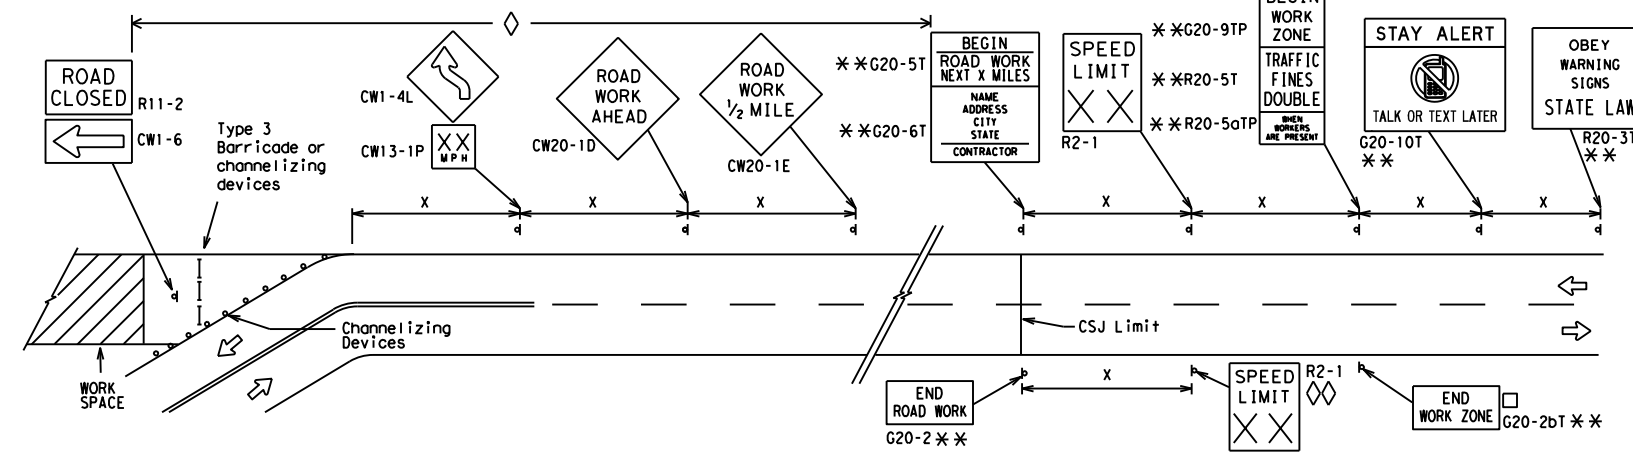 ROAD
CLOSED
R11-2
CW1-6
Type 3
Barricade or
channelizing
devices
CW1-4L
XX
MPH
CW13-1P
ROAD
WORK
AHEAD
CW20-1D
ROAD
WORK
1/2 MILE
CW20-1E
**G20-5T
BEGIN
ROAD WORK
NEXT X MILES
**G20-6T
NAME
ADDRESS
CITY
STATE
CONTRACTOR
SPEED
LIMIT
XX
R2-1
**G20-9TP
BEGIN
WORK
ZONE
**R20-5T
TRAFFIC
FINES
DOUBLE
**R20-5aTP
WHEN
WORKERS
ARE PRESENT
STAY ALERT
TALK OR TEXT LATER
G20-10T
**
OBEY
WARNING
SIGNS
STATE LAW
R20-3T
**
X
X
X
X
X
X
X
Channelizing
Devices
WORK
SPACE
CSJ Limit
END
ROAD WORK
G20-2**
X
SPEED
LIMIT
XX
R2-1
END
WORK ZONE
G20-2bT**